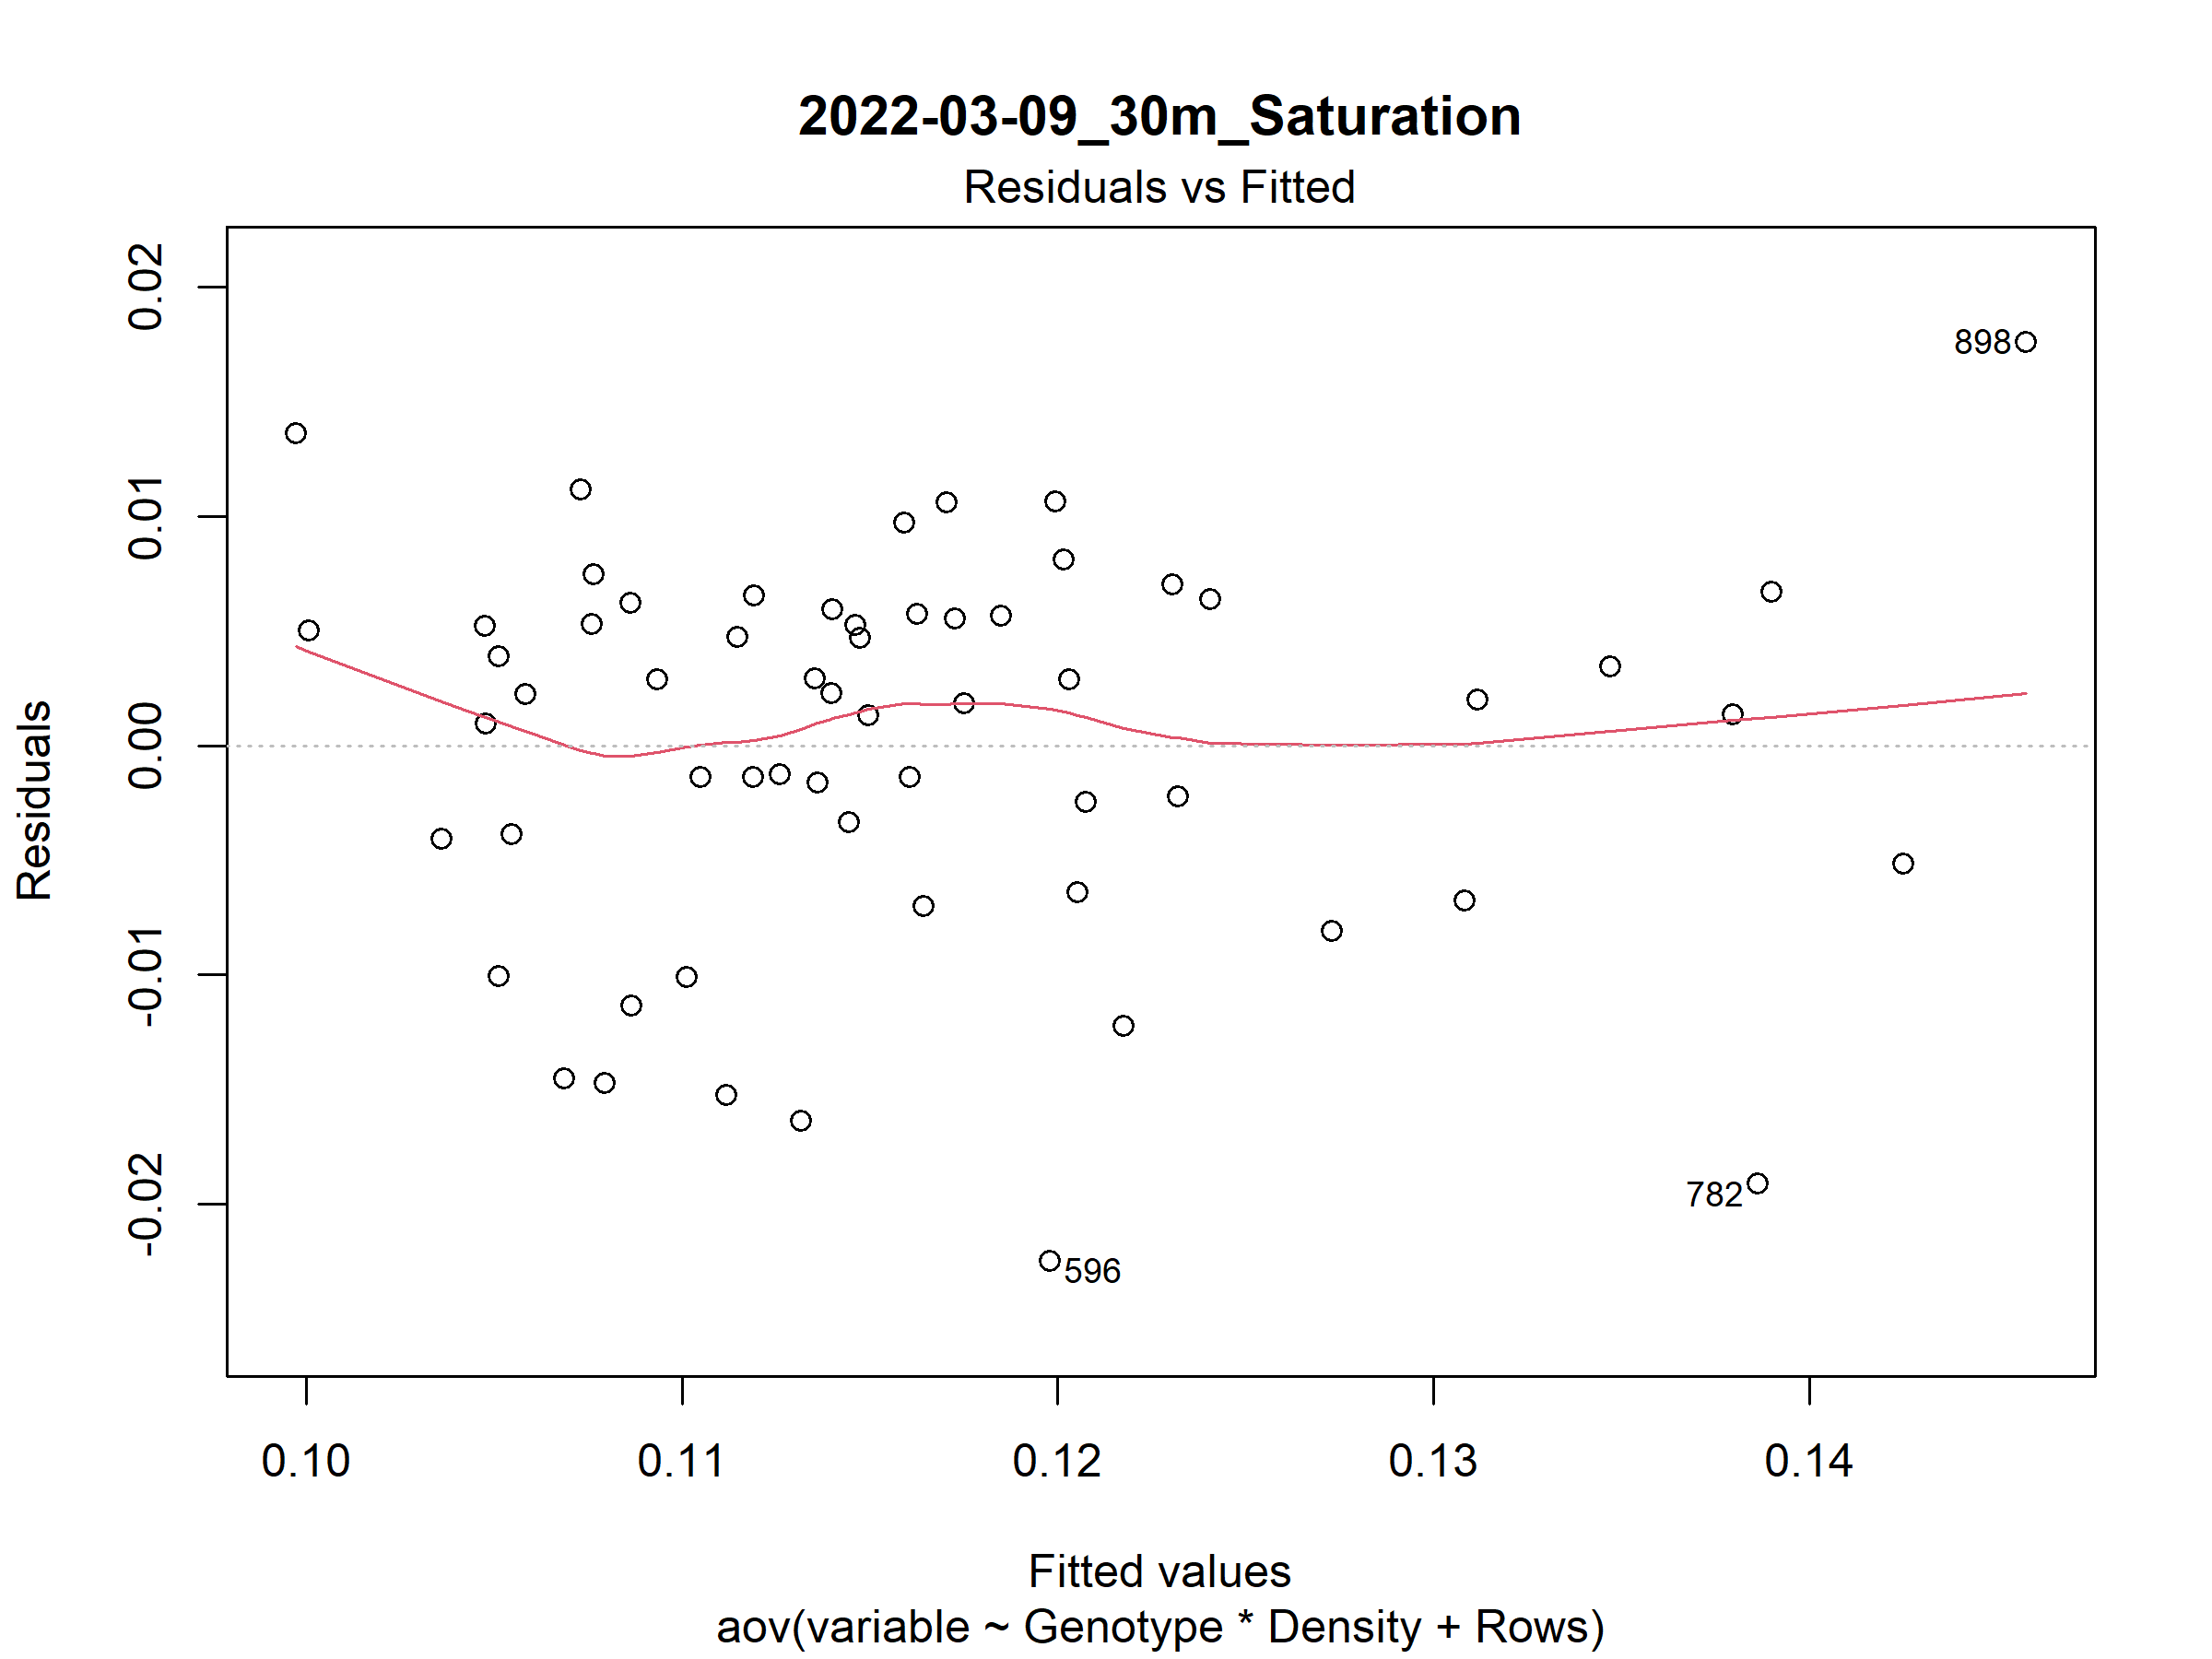 2022-03-09_30m_Saturation
Residuals vs Fitted
0.02
0.01
0.00
-0.01
-0.02
Residuals
898
782
596
0.10 0.11 0.12 0.13 0.14
Fitted values
aov(variable ~ Genotype * Density + Rows)